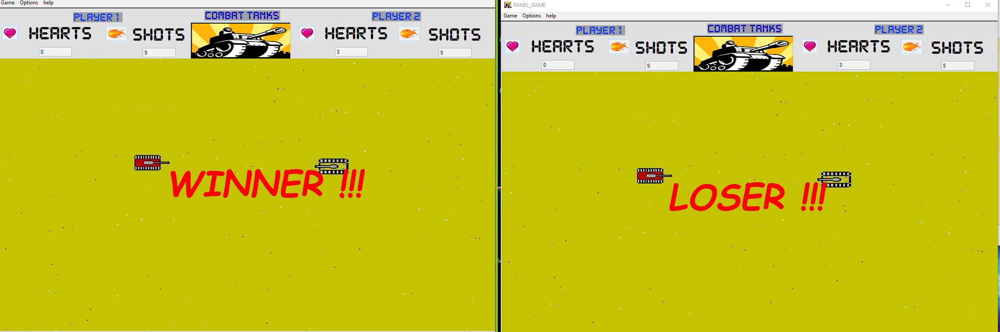 Game Options help
PLAYER 1
COMBAT TANKS
PLAYER 2
HEARTS
SHOTS
HEARTS
SHOTS
0
9
3
5
WINNER !!!
PANEL_GAME
Game Options help
PLAYER 1
COMBAT TANKS
PLAYER 2
HEARTS
SHOTS
HEARTS
SHOTS
0
9
3
5
LOSER !!!